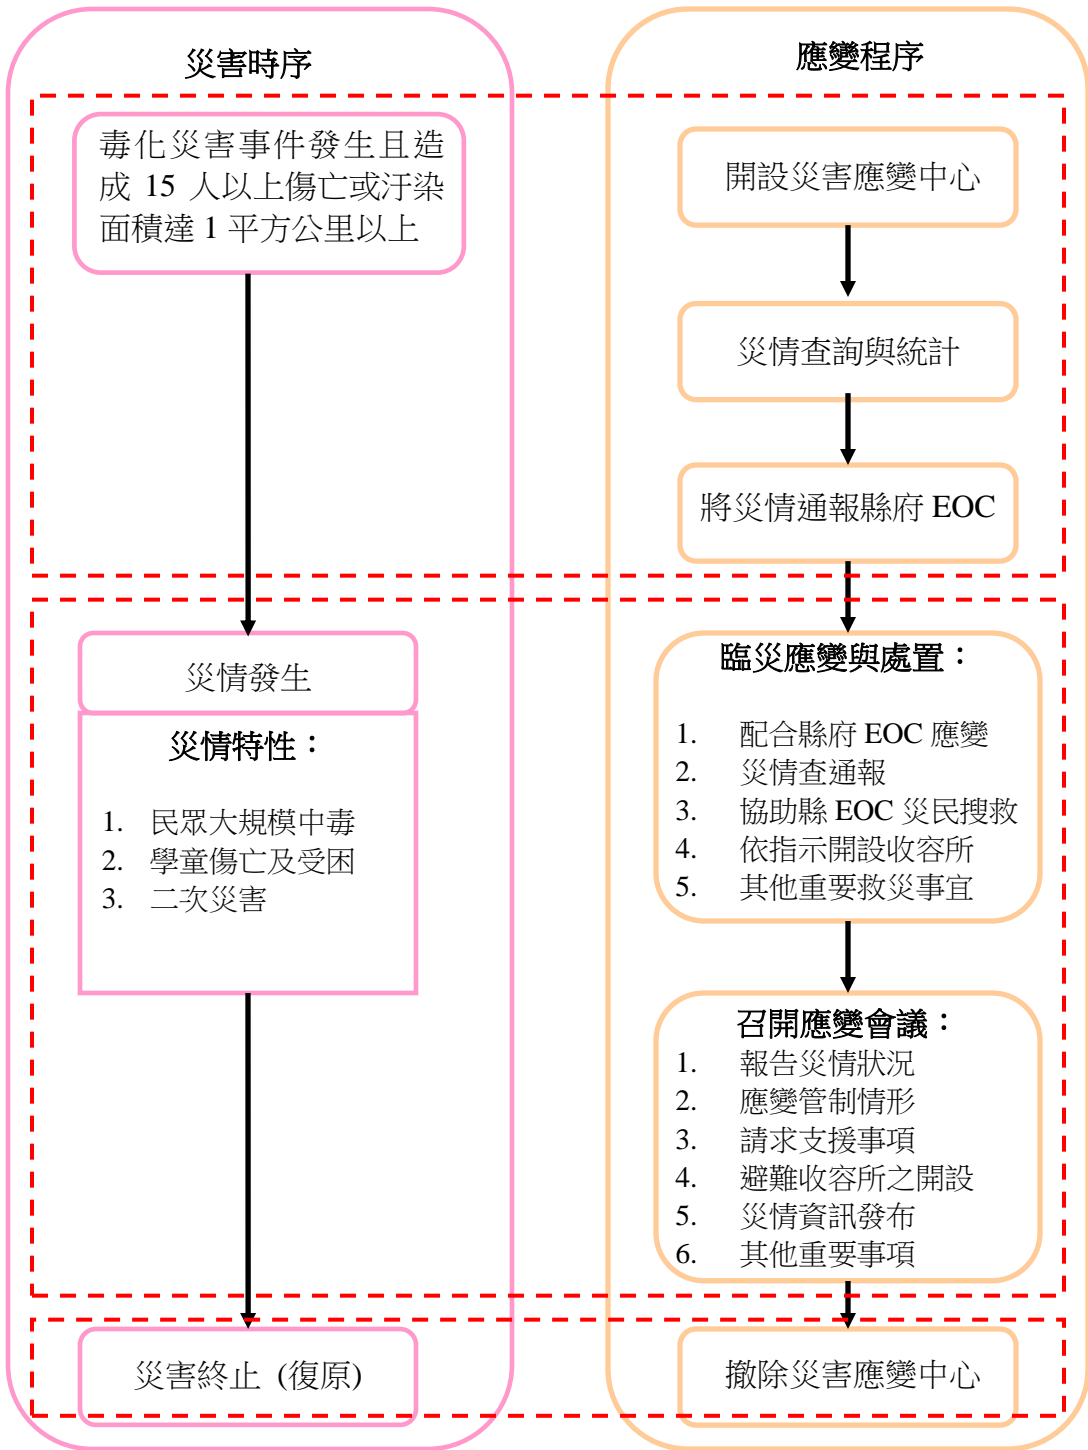 災害時序
毒化災害事件發生且造
成 15 人以上傷亡或汙染
面積達 1 平方公里以上
災情發生
災情特性：
1. 民眾大規模中毒
2. 學童傷亡及受困
3. 二次災害
災害終止 (復原)
應變程序
開設災害應變中心
災情查詢與統計
將災情通報縣府 EOC
臨災應變與處置：
1. 配合縣府 EOC 應變
2. 災情查通報
3. 協助縣 EOC 災民搜救
4. 依指示開設收容所
5. 其他重要救災事宜
召開應變會議：
1. 報告災情狀況
2. 應變管制情形
3. 請求支援事項
4. 避難收容所之開設
5. 災情資訊發布
6. 其他重要事項
撤除災害應變中心